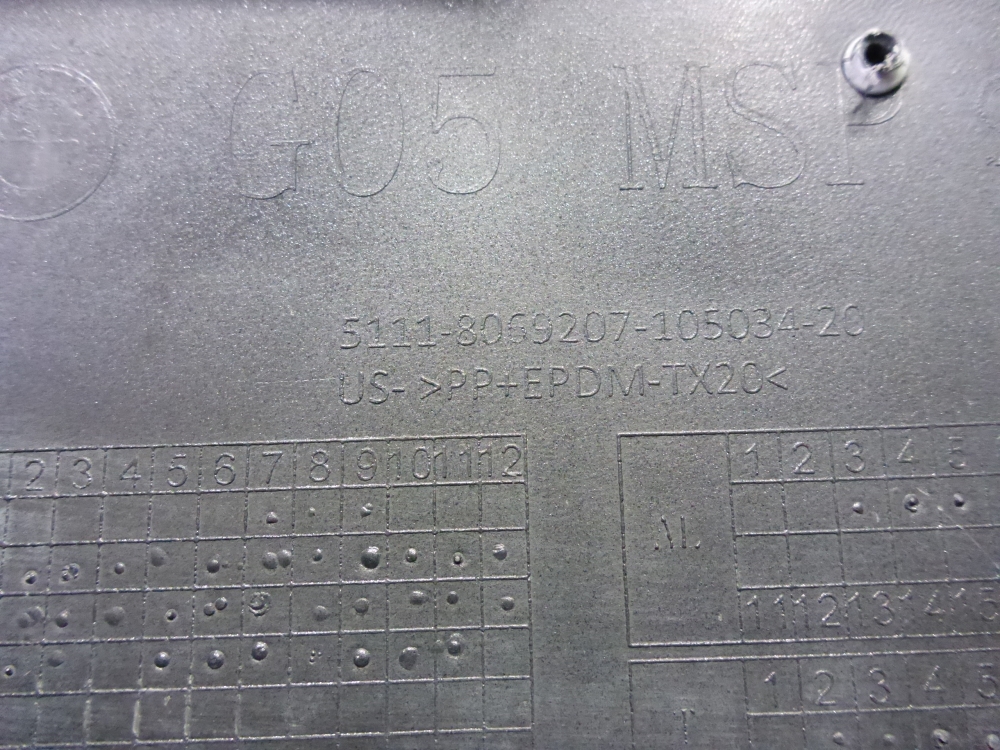 G05 MSP
5111-8069207-105034-20
US- >PP+EPDM-TX20<
2 3 4 5 6 7 8 9 10 11 12
1 2 3 4 5
11 12 13 14 15
1 2 3 4 5